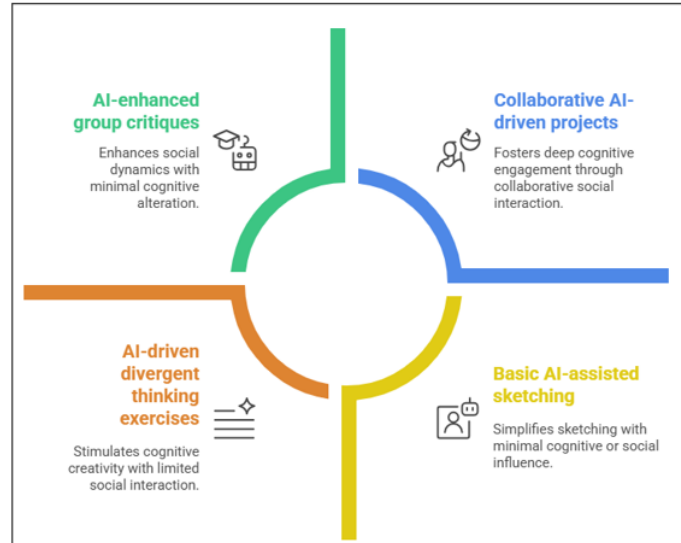 AI-enhanced
group critiques
Enhances social
dynamics with
minimal cognitive
alteration.
Collaborative AI-
driven projects
Fosters deep cognitive
engagement through
collaborative social
interaction.
AI-driven
divergent
thinking
exercises
Stimulates cognitive
creativity with limited
social interaction.
Basic AI-assisted
sketching
Simplifies sketching with
minimal cognitive or social
influence.